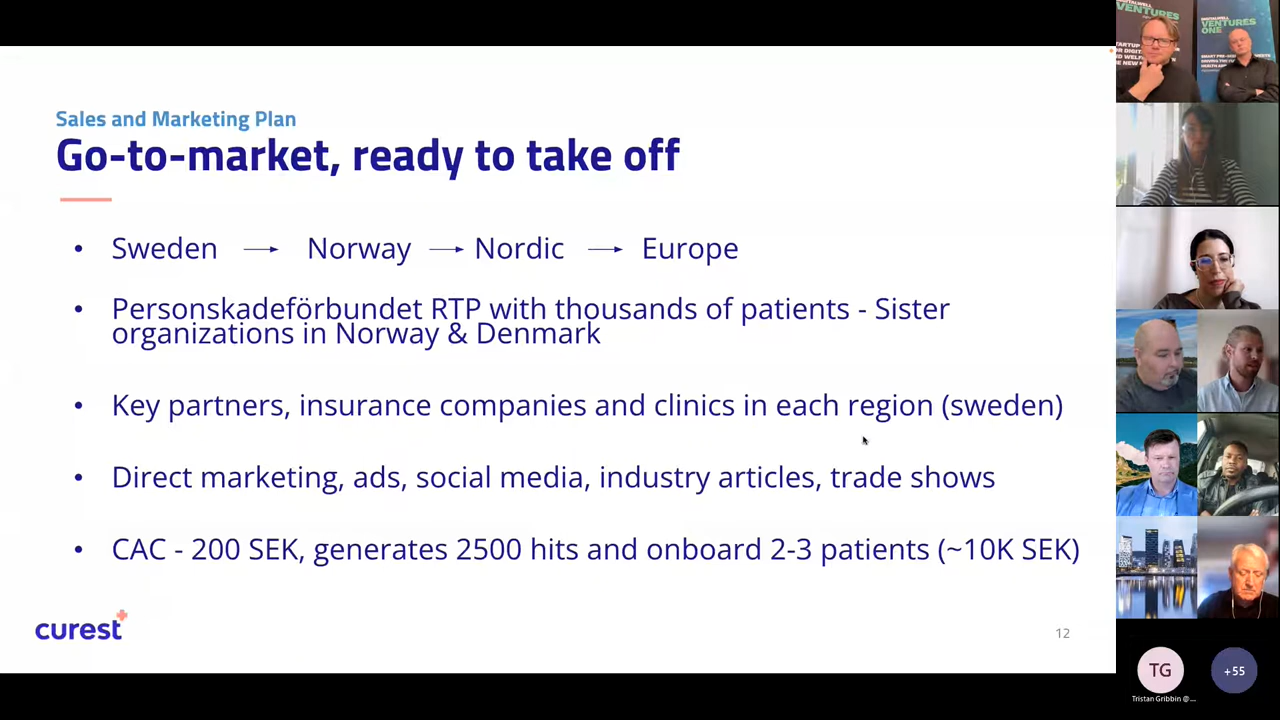 Sales and Marketing Plan
Go-to-market, ready to take off
• Sweden → Norway → Nordic → Europe
• Personskadeförbundet RTP with thousands of patients - Sister
organizations in Norway & Denmark
• Key partners, insurance companies and clinics in each region (sweden)
• Direct marketing, ads, social media, industry articles, trade shows
• CAC - 200 SEK, generates 2500 hits and onboard 2-3 patients (~10K SEK)
curest
12
VENTURES
VENTURES
ONE
TG
+55
Tristan Gribbin @...